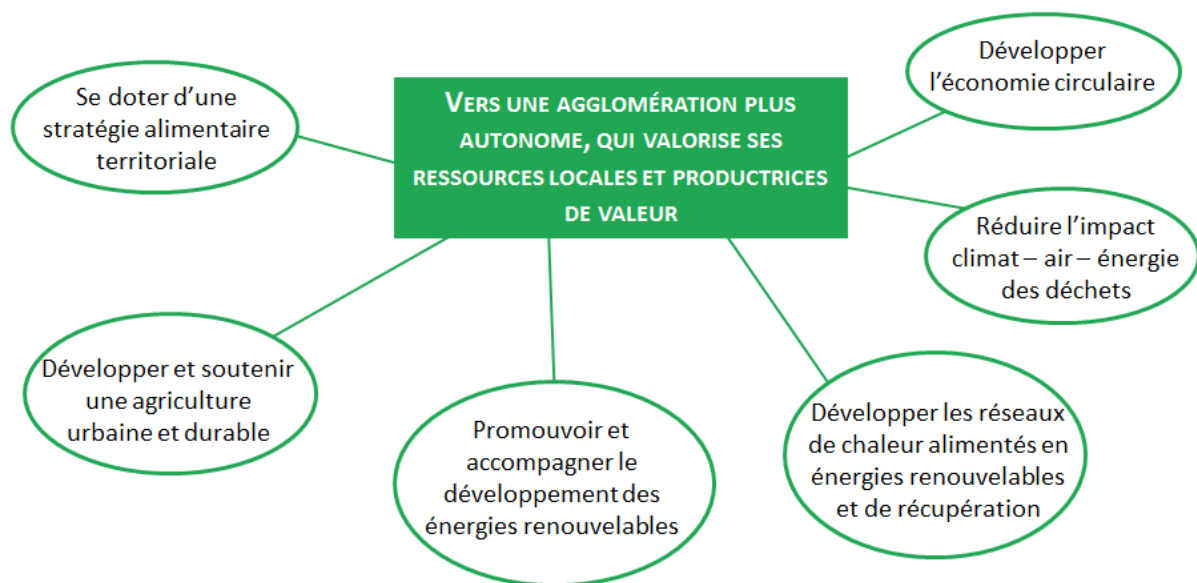 VERS UNE AGGLOMÉRATION PLUS
AUTONOME, QUI VALORISE SES
RESSOURCES LOCALES ET PRODUCTRICES
DE VALEUR
Se doter d’une
stratégie alimentaire
territoriale
Développer et soutenir
une agriculture
urbaine et durable
Promouvoir et
accompagner le
développement des
énergies renouvelables
Développer les réseaux
de chaleur alimentés en
énergies renouvelables
et de récupération
Réduire l’impact
climat – air – énergie
des déchets
Développer
l’économie circulaire